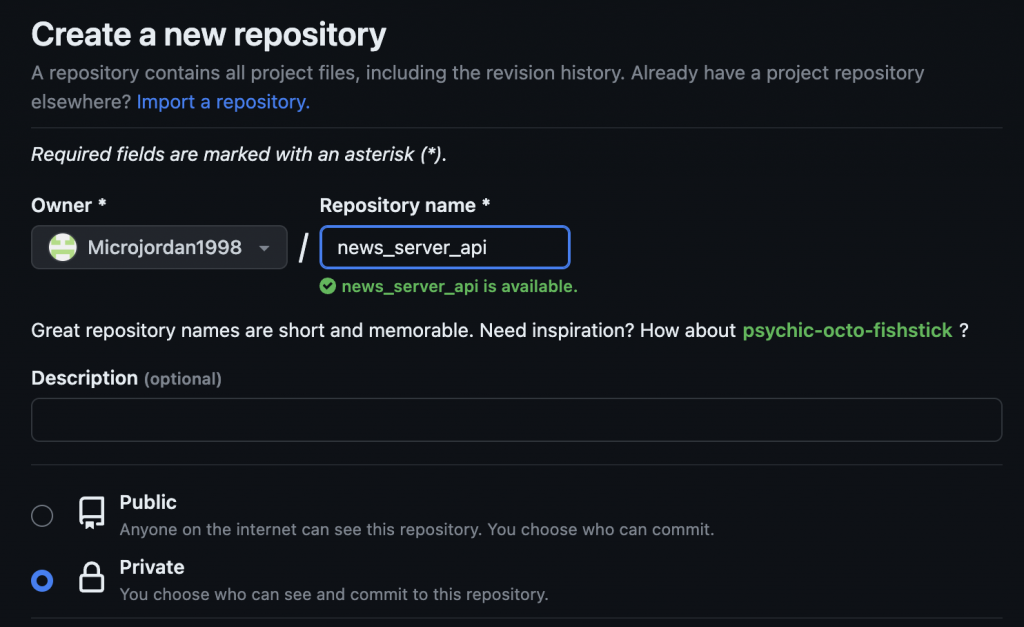 Create a new repository
A repository contains all project files, including the revision history. Already have a project repository
elsewhere? Import a repository.
Required fields are marked with an asterisk (*).
Owner * Repository name *
Microjordan1998 / news_server_api
news_server_api is available.
Great repository names are short and memorable. Need inspiration? How about psychic-octo-fishstick ?
Description (optional)
Public
Anyone on the internet can see this repository. You choose who can commit.
Private
You choose who can see and commit to this repository.